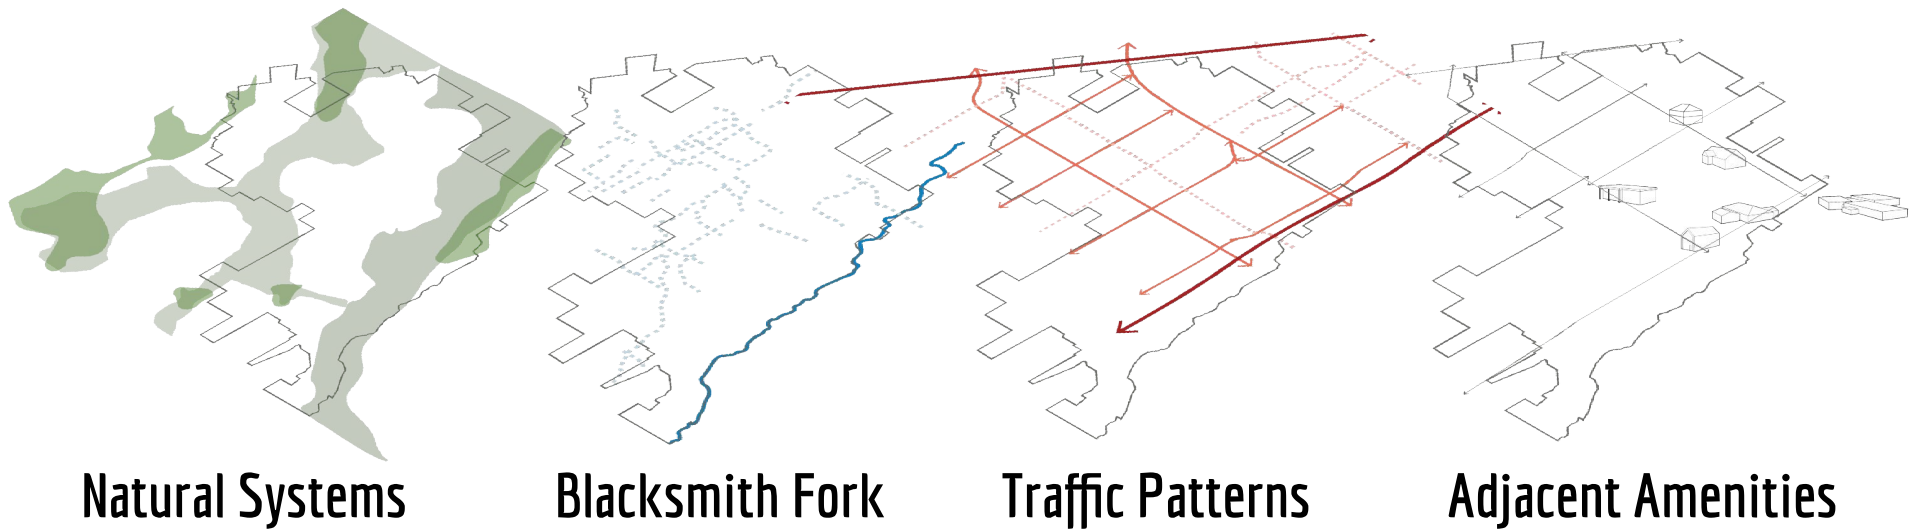 Natural Systems
Blacksmith Fork
Traffic Patterns
Adjacent Amenities